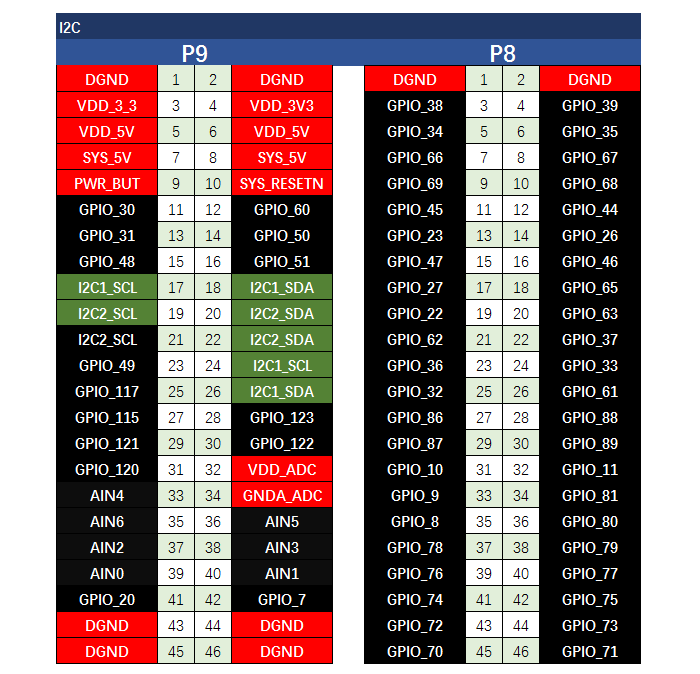 I2C
P9 P8
DGND 1 2 DGND DGND 1 2 DGND
VDD_3_3 3 4 VDD_3V3 GPIO_38 3 4 GPIO_39
VDD_5V 5 6 VDD_5V GPIO_34 5 6 GPIO_35
SYS_5V 7 8 SYS_5V GPIO_66 7 8 GPIO_67
PWR_BUT 9 10 SYS_RESETN GPIO_69 9 10 GPIO_68
GPIO_30 11 12 GPIO_60 GPIO_45 11 12 GPIO_44
GPIO_31 13 14 GPIO_50 GPIO_23 13 14 GPIO_26
GPIO_48 15 16 GPIO_51 GPIO_47 15 16 GPIO_46
I2C1_SCL 17 18 I2C1_SDA GPIO_27 17 18 GPIO_65
I2C2_SCL 19 20 I2C2_SDA GPIO_22 19 20 GPIO_63
I2C2_SCL 21 22 I2C2_SDA GPIO_62 21 22 GPIO_37
GPIO_49 23 24 I2C1_SCL GPIO_36 23 24 GPIO_33
GPIO_117 25 26 I2C1_SDA GPIO_32 25 26 GPIO_61
GPIO_115 27 28 GPIO_123 GPIO_86 27 28 GPIO_88
GPIO_121 29 30 GPIO_122 GPIO_87 29 30 GPIO_89
GPIO_120 31 32 VDD_ADC GPIO_10 31 32 GPIO_11
AIN4 33 34 GNDA_ADC GPIO_9 33 34 GPIO_81
AIN6 35 36 AIN5 GPIO_8 35 36 GPIO_80
AIN2 37 38 AIN3 GPIO_78 37 38 GPIO_79
AIN0 39 40 AIN1 GPIO_76 39 40 GPIO_77
GPIO_20 41 42 GPIO_7 GPIO_74 41 42 GPIO_75
DGND 43 44 DGND GPIO_72 43 44 GPIO_73
DGND 45 46 DGND GPIO_70 45 46 GPIO_71